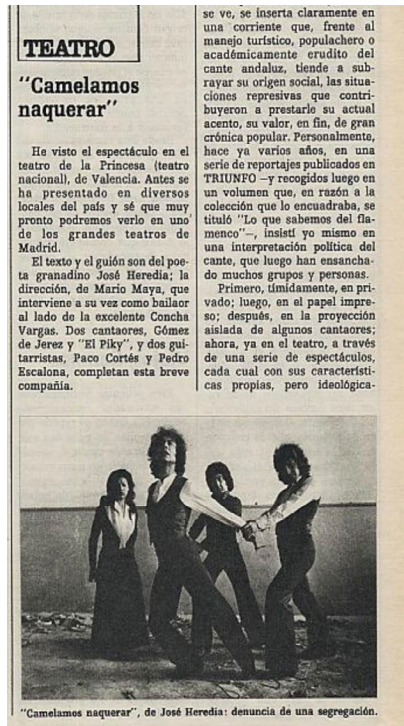 TEATRO
"Camelamos
naquerar"
He visto el espectáculo en el
teatro de la Princesa (teatro
nacional), de Valencia. Antes se
ha presentado en diversos
locales del país y sé que muy
pronto podremos verlo en uno
de los grandes teatros de
Madrid.
El texto y el guión son del poe-
ta granadino José Heredia; la
dirección, de Mario Maya, que
interviene a su vez como bailaor
al lado de la excelente Concha
Vargas. Dos cantaores, Gómez
de Jerez y "El Piky", y dos gui-
tarristas, Paco Cortés y Pedro
Escalona, completan esta breve
compañía.
se ve, se inserta claramente en
una corriente que, frente al
manejo turístico, populachero o
académicamente erudito del
cante andaluz, tiende a sub-
rayar su origen social, las situa-
ciones represivas que contri-
buyeron a prestarle su actual
acento, su valor, en fin, de gran
crónica popular. Personalmente,
hace ya varios años, en una
serie de reportajes publicados en
TRIUNFO —y recogidos luego en
un volumen que, en razón a la
colección que lo encuadraba, se
tituló "Lo que sabemos del fla-
menco"—, insistí yo mismo en
una interpretación política del
cante, que luego han ensancha-
do muchos grupos y personas.
Primero, tímidamente, en pri-
vado; luego, en el papel impre-
so; después, en la proyección
aislada de algunos cantaores;
ahora, ya en el teatro, a través
de una serie de espectáculos,
cada cual con sus característi-
cas propias, pero ideológica-
"Camelamos naquerar", de José Heredia: denuncia de una segregación.